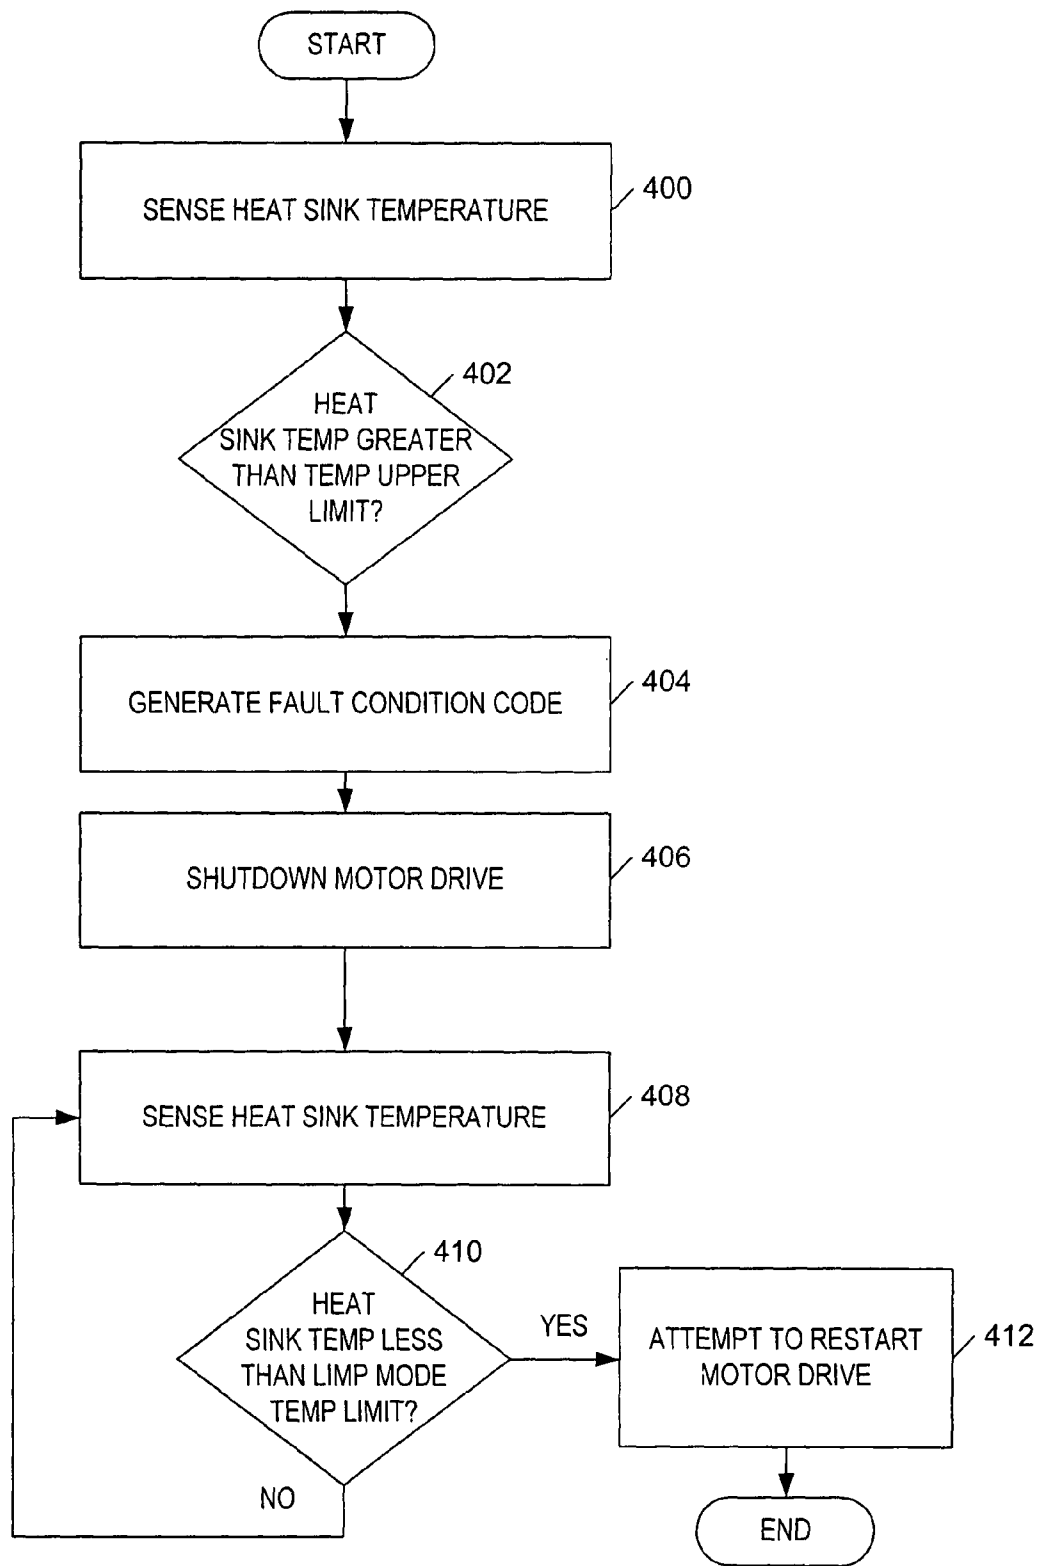 START
SENSE HEAT SINK TEMPERATURE
400
402
HEAT
SINK TEMP GREATER
THAN TEMP UPPER
LIMIT?
GENERATE FAULT CONDITION CODE
404
SHUTDOWN MOTOR DRIVE
406
SENSE HEAT SINK TEMPERATURE
408
410
HEAT
SINK TEMP LESS
THAN LIMP MODE
TEMP LIMIT?
YES
NO
ATTEMPT TO RESTART
MOTOR DRIVE
412
END